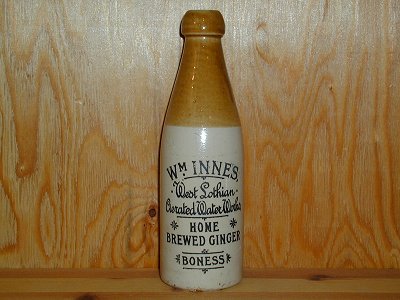 Wm. INNES,
West Lothian
Aerated Water Works
HOME
BREWED GINGER
BONESS